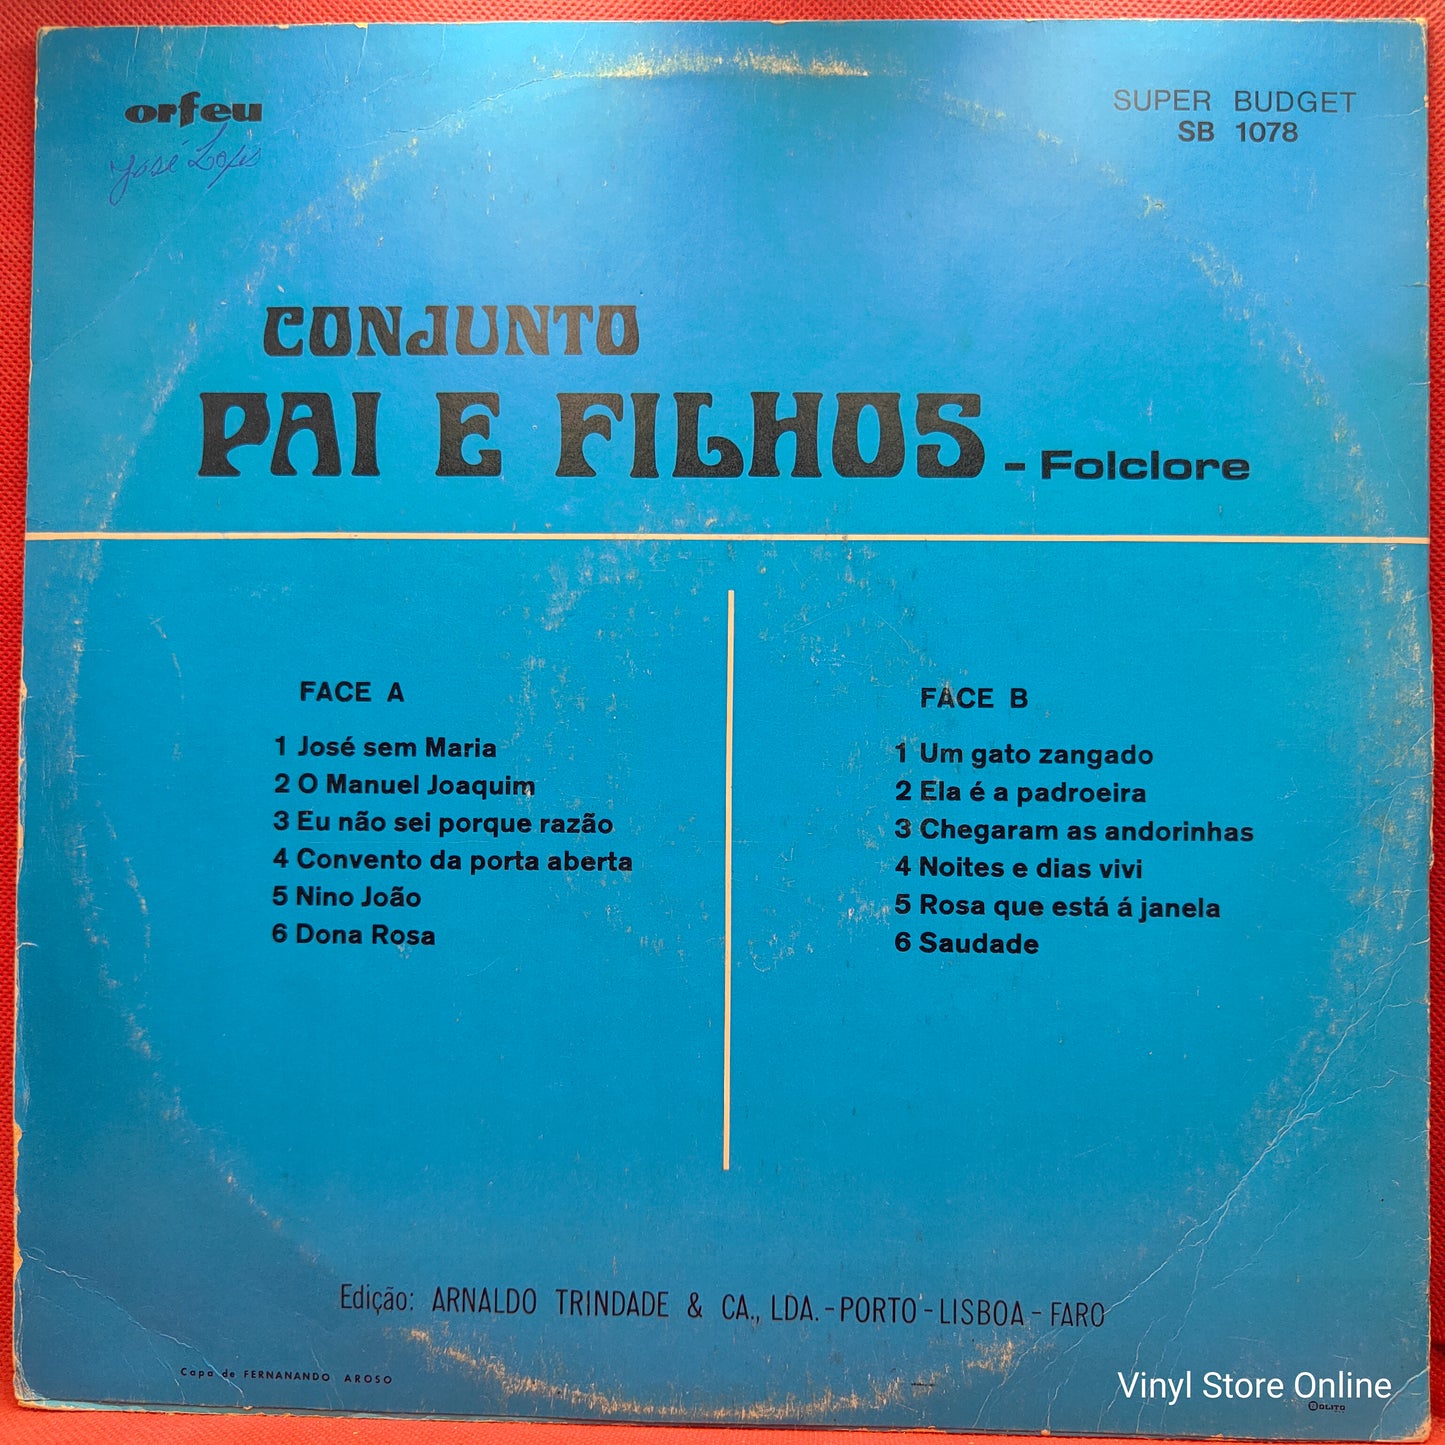 orfeu
José Lopes
SUPER BUDGET
SB 1078
CONJUNTO
PAI E FILHOS - Folclore
FACE A
1 José sem Maria
2 O Manuel Joaquim
3 Eu não sei porque razão
4 Convento da porta aberta
5 Nino João
6 Dona Rosa
FACE B
1 Um gato zangado
2 Ela é a padroeira
3 Chegaram as andorinhas
4 Noites e dias vivi
5 Rosa que está á janela
6 Saudade
Edição: ARNALDO TRINDADE & CA., LDA. - PORTO - LISBOA - FARO
Capa de FERNANANDO AROSO
Vinyl Store Online